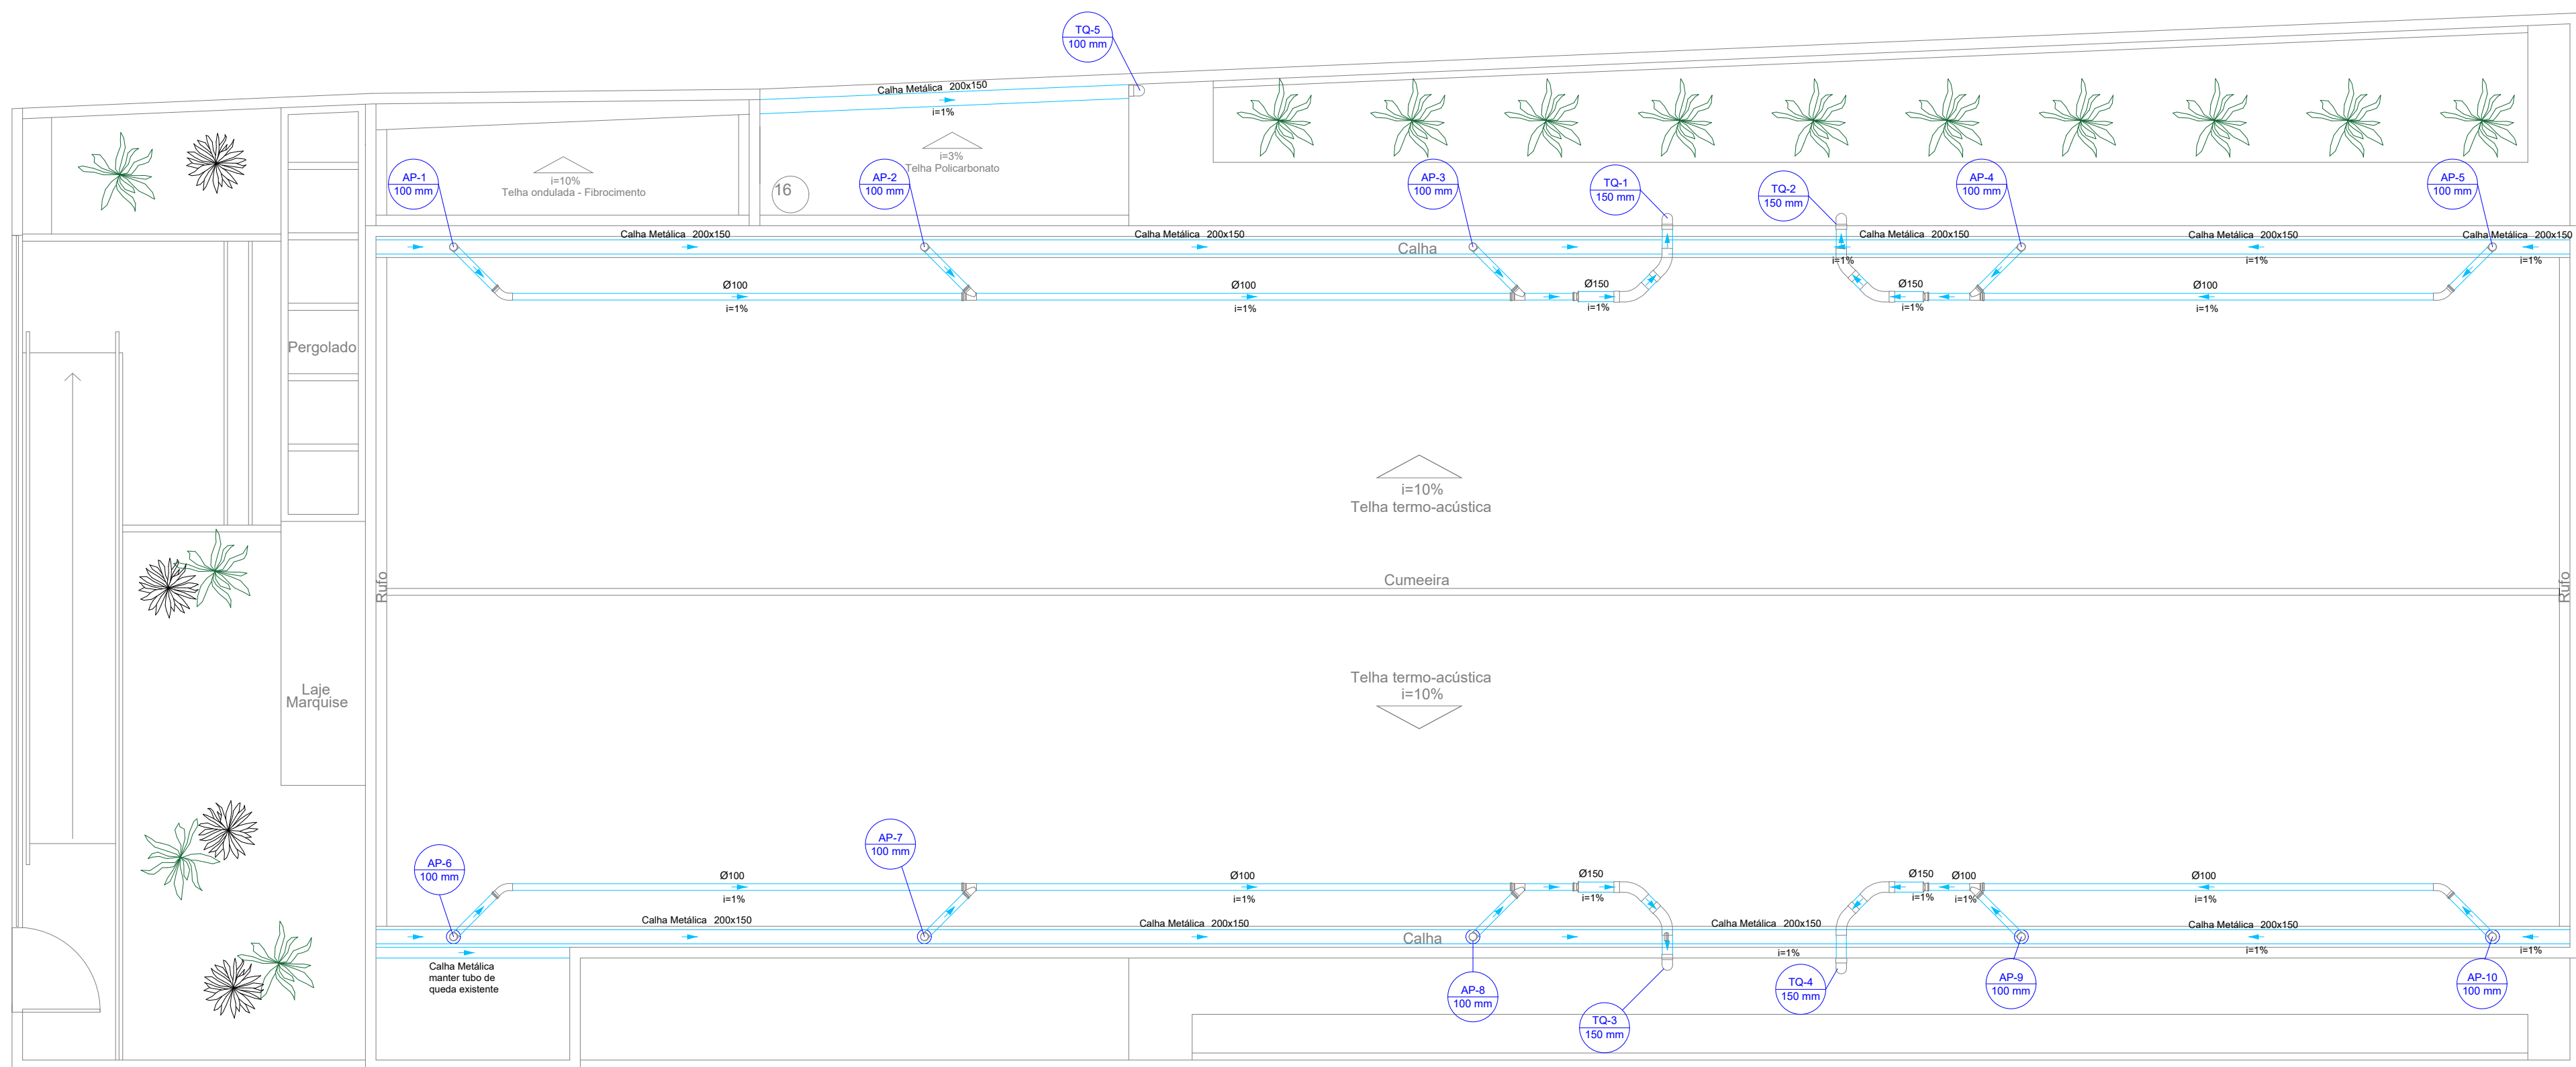 TQ-5
100 mm
Calha Metálica 200x150
i=1%
i=3%
Telha Policarbonato
i=10%
Telha ondulada - Fibrocimento
16
AP-1
100 mm
AP-2
100 mm
AP-3
100 mm
TQ-1
150 mm
TQ-2
150 mm
AP-4
100 mm
AP-5
100 mm
Calha Metálica 200x150
Calha Metálica 200x150
Calha Metálica 200x150
Calha Metálica 200x150
Calha Metálica 200x150
Calha
i=1%
i=1%
i=1%
Ø100
Ø100
Ø150
Ø150
Ø100
i=1%
i=1%
i=1%
i=1%
i=1%
Pergolado
i=10%
Telha termo-acústica
Rufo
Cumeeira
Rufo
Telha termo-acústica
i=10%
Laje
Marquise
AP-6
100 mm
AP-7
100 mm
Ø100
Ø100
Ø150
Ø150
Ø100
Ø100
i=1%
i=1%
i=1%
i=1%
i=1%
i=1%
Calha Metálica 200x150
Calha Metálica 200x150
Calha Metálica 200x150
Calha Metálica 200x150
Calha
i=1%
i=1%
i=1%
Calha Metálica
manter tubo de
queda existente
AP-8
100 mm
TQ-3
150 mm
TQ-4
150 mm
AP-9
100 mm
AP-10
100 mm